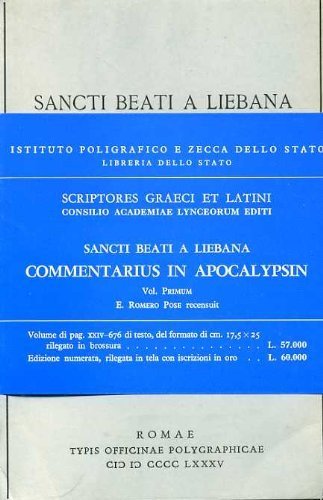 SANCTI BEATI A LIEBANA
ISTITUTO POLIGRAFICO E ZECCA DELLO STATO
LIBRERIA DELLO STATO
SCRIPTORES GRAECI ET LATINI
CONSILIO ACADEMIAE LYNCEORUM EDITI
SANCTI BEATI A LIEBANA
COMMENTARIUS IN APOCALYPSIN
Vol. Primum
E. Romero Pose recensuit
Volume di pag. XXIV-676 di testo, del formato di cm. 17,5 × 25
rilegato in brossura . . . . . . . . . . . . . . L. 57.000
Edizione numerata, rilegata in tela con iscrizioni in oro . . L. 60.000
ROMAE
TYPIS OFFICINAE POLYGRAPHICAE
CIƆ IƆ CCCC LXXXV